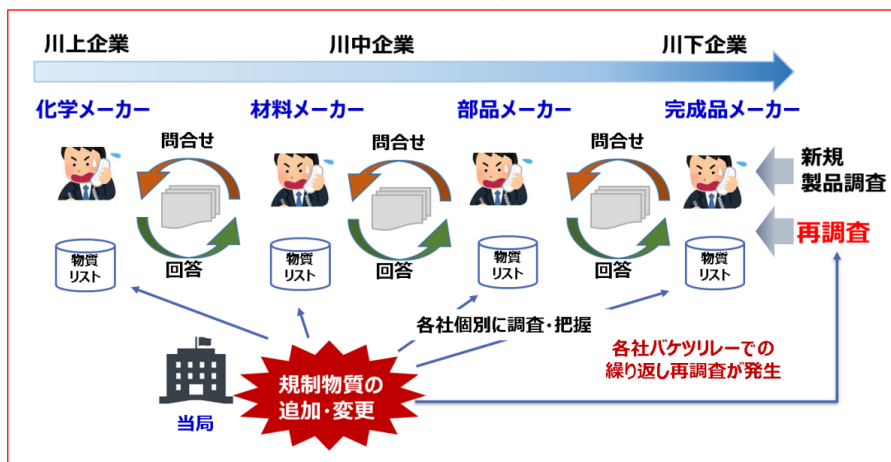 川上企業
川中企業
川下企業
化学メーカー
材料メーカー
部品メーカー
完成品メーカー
問合せ
問合せ
問合せ
新規
製品調査
再調査
回答
回答
回答
物質
リスト
物質
リスト
物質
リスト
物質
リスト
各社個別に調査・把握
規制物質の
追加・変更
各社バケツリレーでの
繰り返し再調査が発生
当局